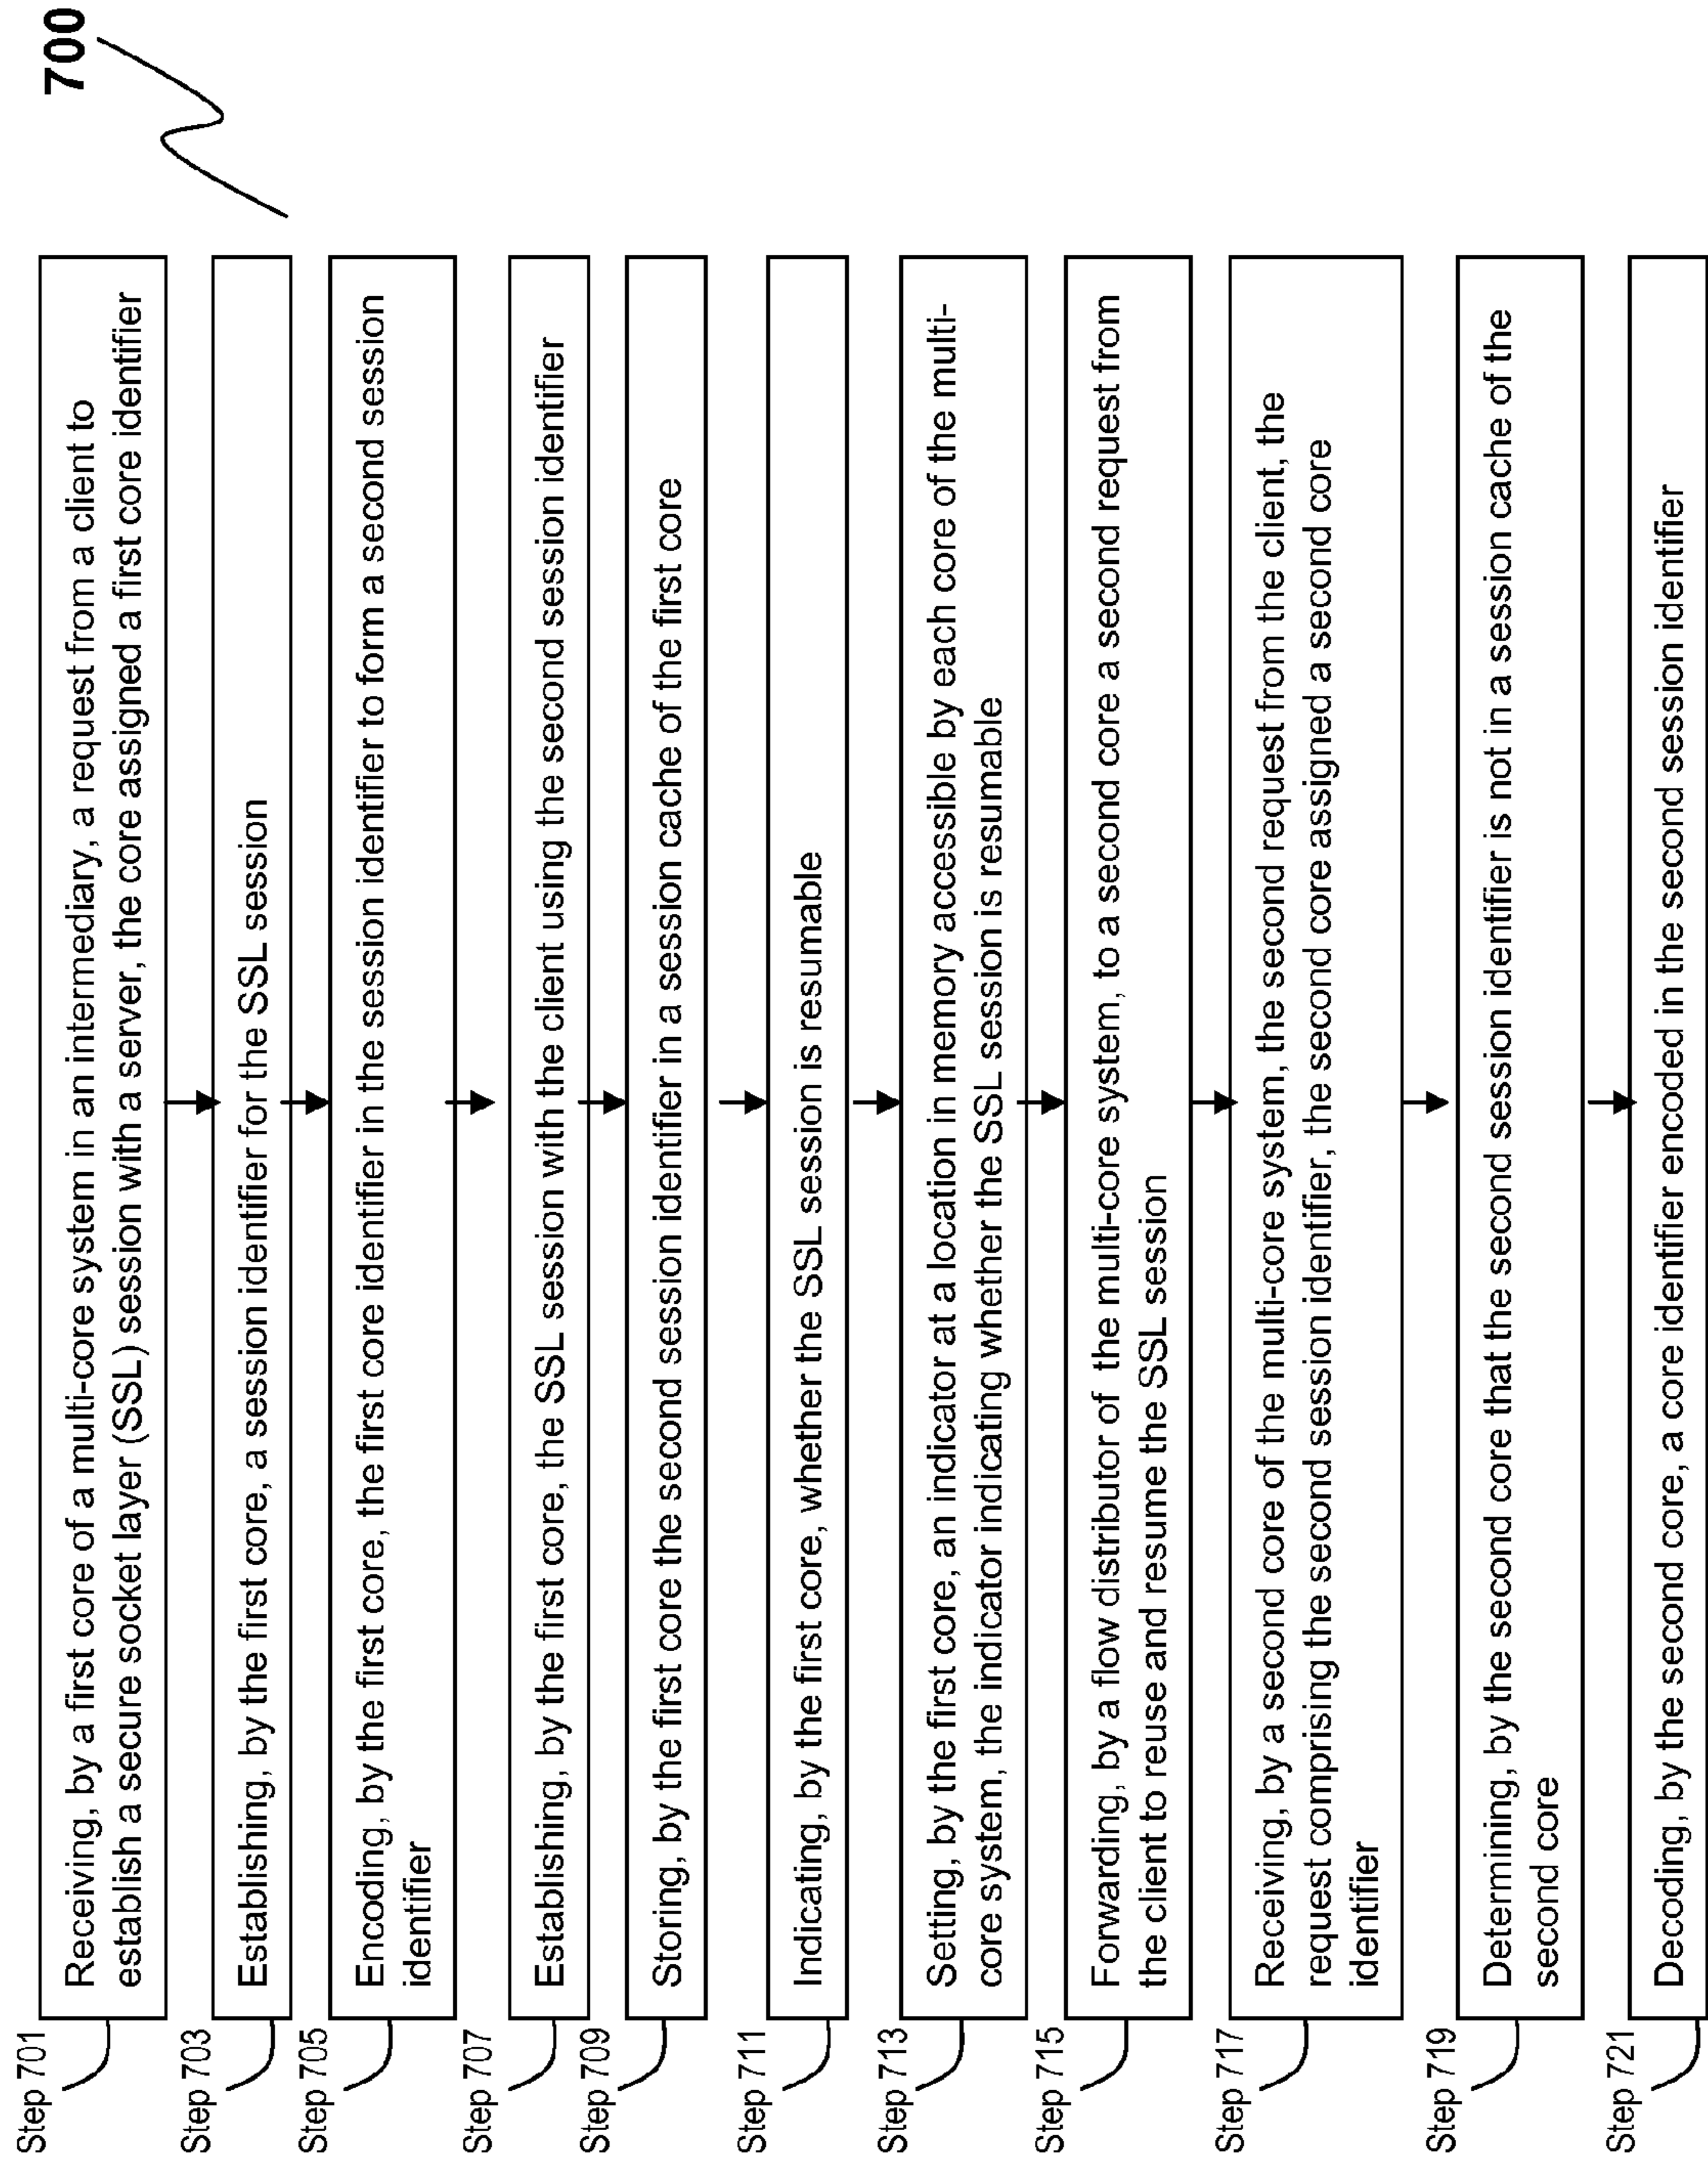 700
Step 701
Receiving, by a first core of a multi-core system in an intermediary, a request from a client to
establish a secure socket layer (SSL) session with a server, the core assigned a first core identifier
Step 703
Establishing, by the first core, a session identifier for the SSL session
Step 705
Encoding, by the first core, the first core identifier in the session identifier to form a second session
identifier
Step 707
Establishing, by the first core, the SSL session with the client using the second session identifier
Step 709
Storing, by the first core the second session identifier in a session cache of the first core
Step 711
Indicating, by the first core, whether the SSL session is resumable
Step 713
Setting, by the first core, an indicator at a location in memory accessible by each core of the multi-
core system, the indicator indicating whether the SSL session is resumable
Step 715
Forwarding, by a flow distributor of the multi-core system, to a second core a second request from
the client to reuse and resume the SSL session
Step 717
Receiving, by a second core of the multi-core system, the second request from the client, the
request comprising the second session identifier, the second core assigned a second core
identifier
Step 719
Determining, by the second core that the second session identifier is not in a session cache of the
second core
Step 721
Decoding, by the second core, a core identifier encoded in the second session identifier